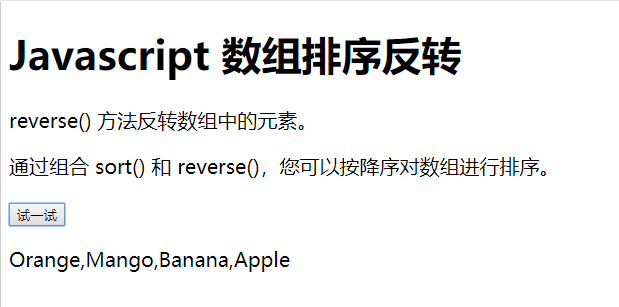 Javascript 数组排序反转
reverse() 方法反转数组中的元素。
通过组合 sort() 和 reverse()，您可以按降序对数组进行排序。
试一试
Orange,Mango,Banana,Apple